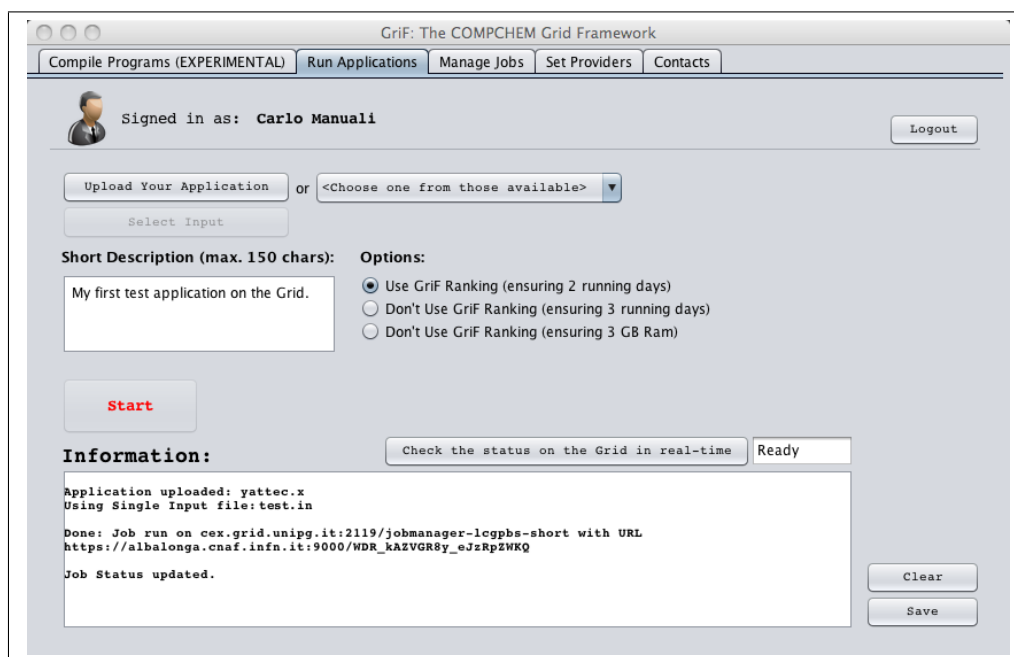 GriF: The COMPCHEM Grid Framework
Compile Programs (EXPERIMENTAL) Run Applications Manage Jobs Set Providers Contacts
Signed in as: Carlo Manuali
Logout
Upload Your Application or <Choose one from those available>
Select Input
Short Description (max. 150 chars): Options:
My first test application on the Grid.
Use GriF Ranking (ensuring 2 running days)
Don't Use GriF Ranking (ensuring 3 running days)
Don't Use GriF Ranking (ensuring 3 GB Ram)
Start
Information:
Check the status on the Grid in real-time Ready
Application uploaded: yattec.x
Using Single Input file:test.in
Done: Job run on cex.grid.unipg.it:2119/jobmanager-lcgpbs-short with URL
https://albalonga.cnaf.infn.it:9000/WDR_kAZVGR8y_eJzRpZWKQ
Job Status updated.
Clear
Save